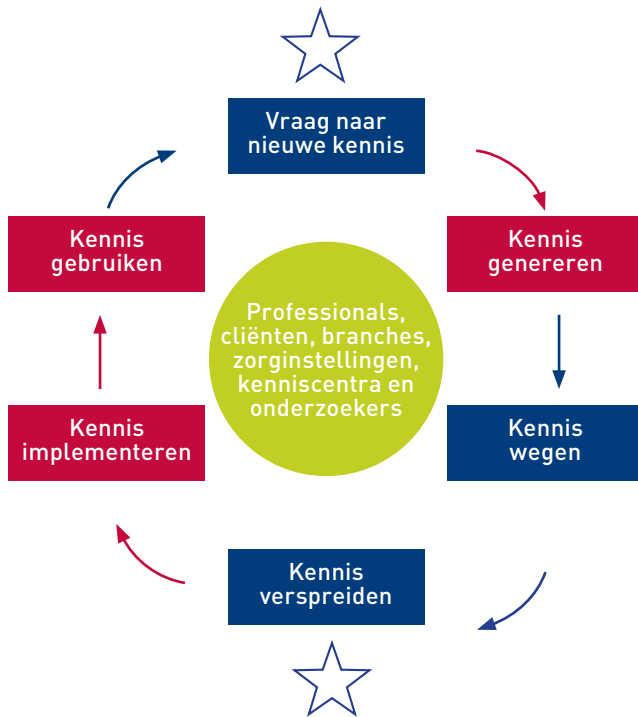 Vraag naar
nieuwe kennis
Kennis
genereren
Kennis
wegen
Kennis
verspreiden
Kennis
implementeren
Kennis
gebruiken
Professionals,
cliënten, branches,
zorginstellingen,
kenniscentra en
onderzoekers